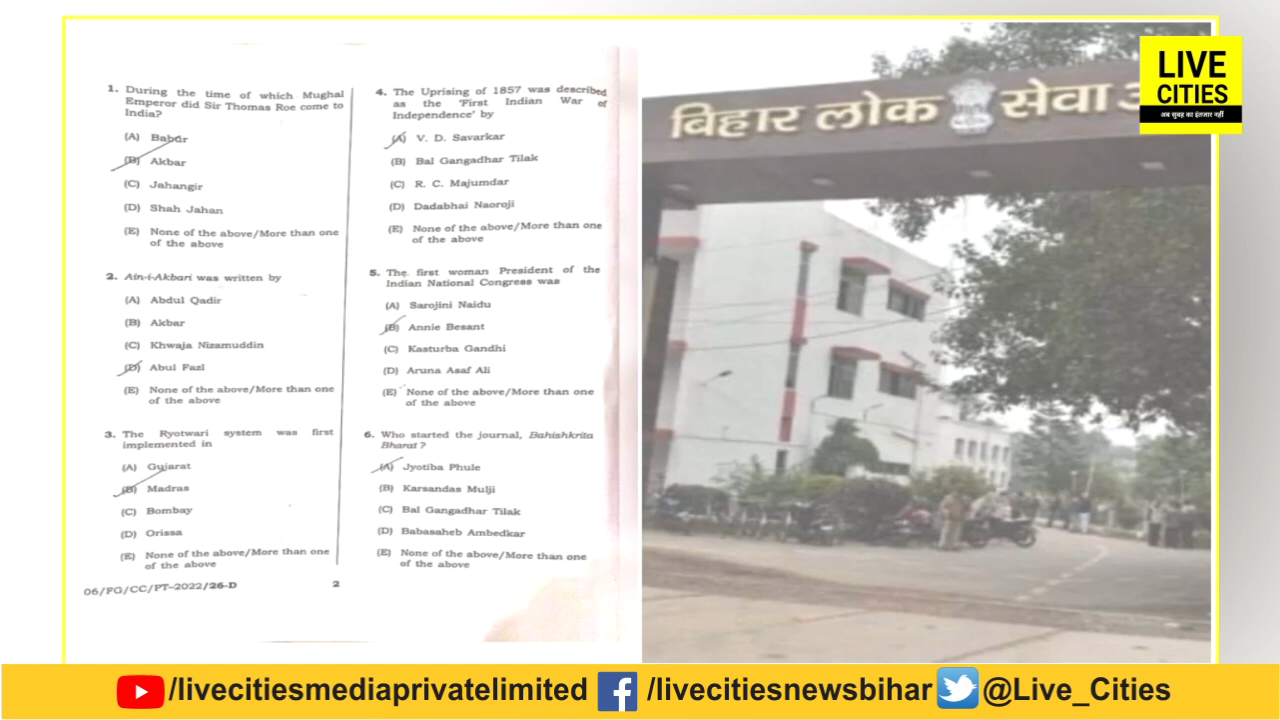 1. During the time of which Mughal
Emperor did Sir Thomas Roe come to
India?
(A) Babar
(B) Akbar
(C) Jahangir
(D) Shah Jahan
(E) None of the above/More than one
of the above
2. Ain-i-Akbari was written by
(A) Abdul Qadir
(B) Akbar
(C) Khwaja Nizamuddin
(D) Abul Fazl
(E) None of the above/More than one
of the above
3. The Ryotwari system was first
implemented in
(A) Gujarat
(B) Madras
(C) Bombay
(D) Orissa
(E) None of the above/More than one
of the above
06/FG/CC/PT-2022/26-D
2
4. The Uprising of 1857 was described
as the 'First Indian War of
Independence' by
(A) V. D. Savarkar
(B) Bal Gangadhar Tilak
(C) R. C. Majumdar
(D) Dadabhai Naoroji
(E) None of the above/More than one
of the above
5. The first woman President of the
Indian National Congress was
(A) Sarojini Naidu
(B) Annie Besant
(C) Kasturba Gandhi
(D) Aruna Asaf Ali
(E) None of the above/More than one
of the above
6. Who started the journal, Bahishkrita
Bharat?
(A) Jyotiba Phule
(B) Karsandas Mulji
(C) Bal Gangadhar Tilak
(D) Babasaheb Ambedkar
(E) None of the above/More than one
of the above
बिहार लोक सेवा
LIVE
CITIES
अब सुबह का इंतजार नहीं
/livecitiesmediaprivatelimited /livecitiesnewsbihar @Live_Cities